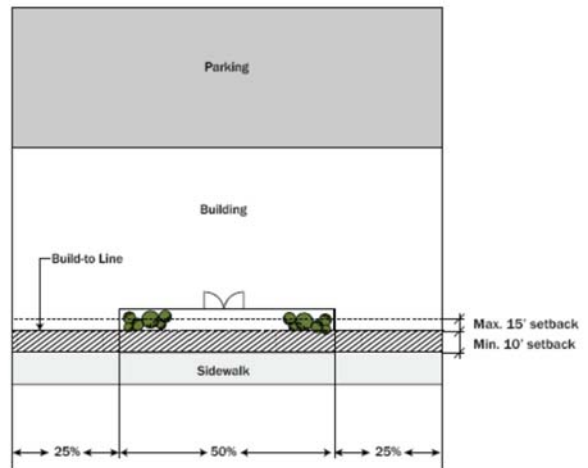 Parking
Building
Build-to Line
Max. 15' setback
Min. 10' setback
Sidewalk
25%
50%
25%